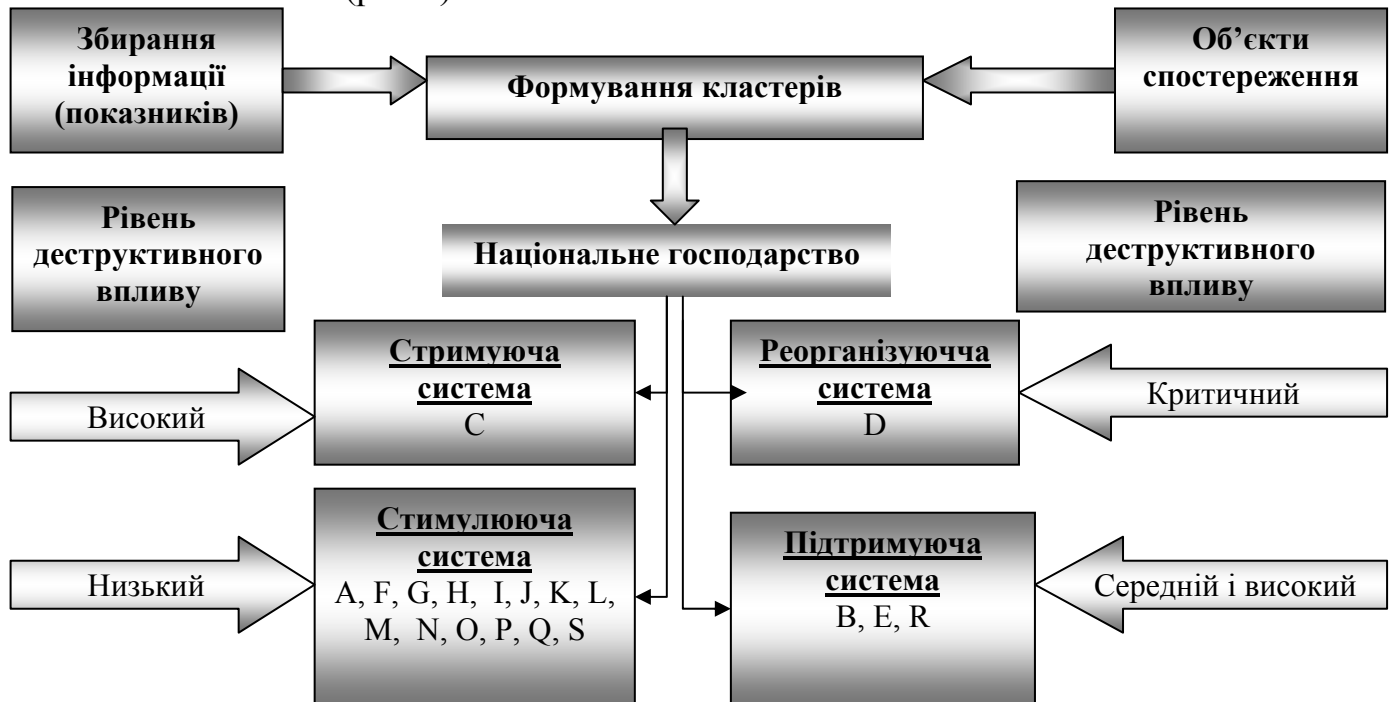 Збирання
інформації
(показників)
Формування кластерів
Об’єкти
спостереження
Рівень
деструктивного
впливу
Національне господарство
Рівень
деструктивного
впливу
Високий
Стримуюча
система
C
Реорганізуючча
система
D
Критичний
Низький
Стимулююча
система
A, F, G, H, I, J, K, L,
M, N, O, P, Q, S
Підтримуюча
система
B, E, R
Середній і високий